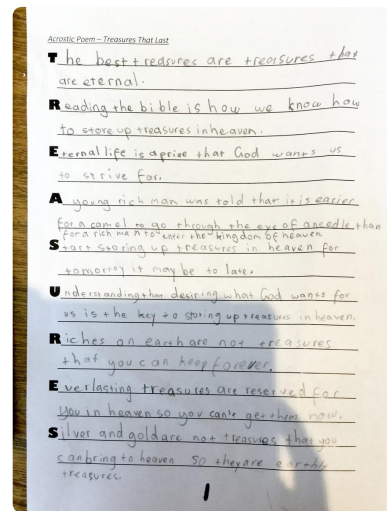 Acrostic Poem – Treasures That Last
The best treasures are treasures that
are eternal.
Reading the bible is how we know how
to store up treasures in heaven.
Eternal life is a prize that God wants us
to strive for.
A young rich man was told that it is easier
for a camel to go through the eye of a needle than
for a rich man to enter the kingdom of heaven
Start storing up treasures in heaven for
tomorroy it may be to late.
Understanding that desiring what God wants for
us is the key to storing up treasures in heaven.
Riches on earth are not treasures
that you can keep forever.
Everlasting treasures are reserved for
you in heaven so you can't get them now.
Silver and gold are not treasures that you
can bring to heaven so they are earthly
treasures.